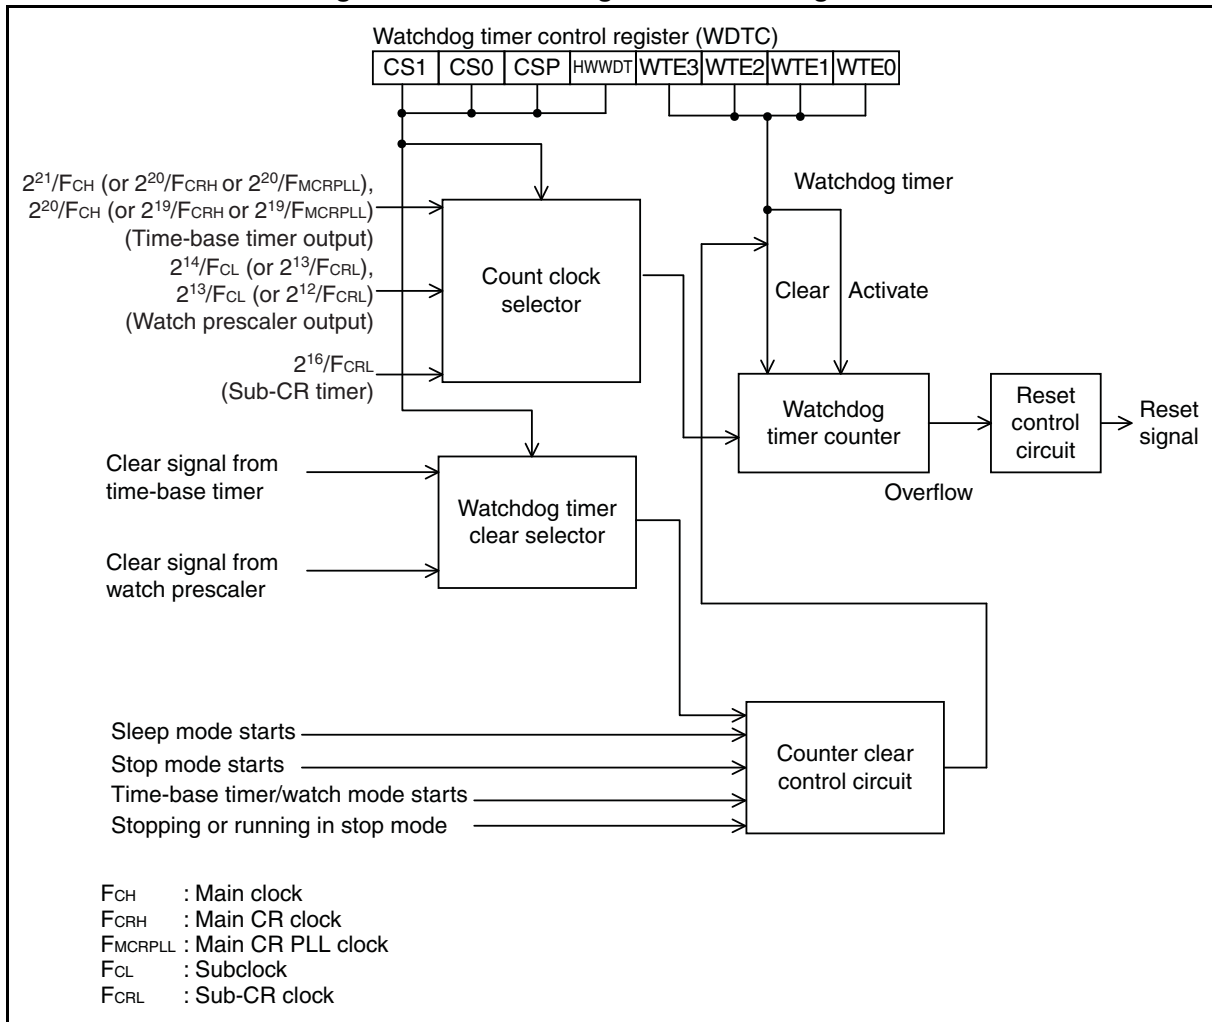 Watchdog timer control register (WDTC)
CS1 CS0 CSP HWWDT WTE3 WTE2 WTE1 WTE0
2²¹/FCH (or 2²⁰/FCRH or 2²⁰/FMCRPLL),
2²⁰/FCH (or 2¹⁹/FCRH or 2¹⁹/FMCRPLL)
(Time-base timer output)
2¹⁴/FCL (or 2¹³/FCRL),
2¹³/FCL (or 2¹²/FCRL)
(Watch prescaler output)
2¹⁶/FCRL
(Sub-CR timer)
Count clock
selector
Watchdog timer
Clear Activate
Watchdog
timer counter
Overflow
Reset
control
circuit
Reset
signal
Clear signal from
time-base timer
Clear signal from
watch prescaler
Watchdog timer
clear selector
Sleep mode starts
Stop mode starts
Time-base timer/watch mode starts
Stopping or running in stop mode
Counter clear
control circuit
FCH : Main clock
FCRH : Main CR clock
FMCRPLL : Main CR PLL clock
FCL : Subclock
FCRL : Sub-CR clock